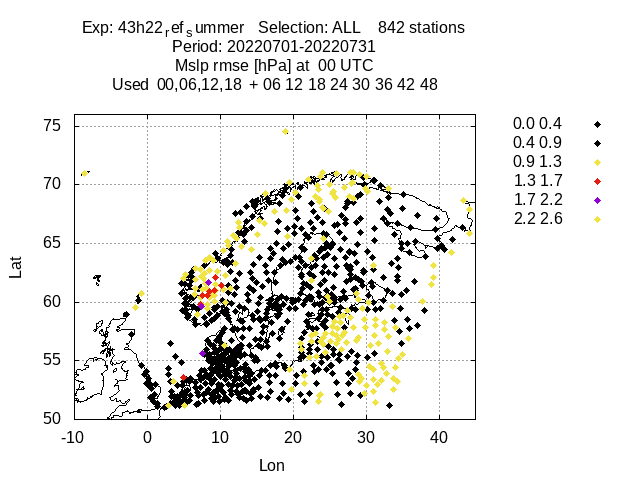 Exp: 43h22refsummer Selection: ALL 842 stations
Period: 20220701-20220731
Mslp rmse [hPa] at 00 UTC
Used 00,06,12,18 + 06 12 18 24 30 36 42 48
0.0 0.4
0.4 0.9
0.9 1.3
1.3 1.7
1.7 2.2
2.2 2.6
75
70
65
60
55
50
Lat
-10 0 10 20 30 40
Lon